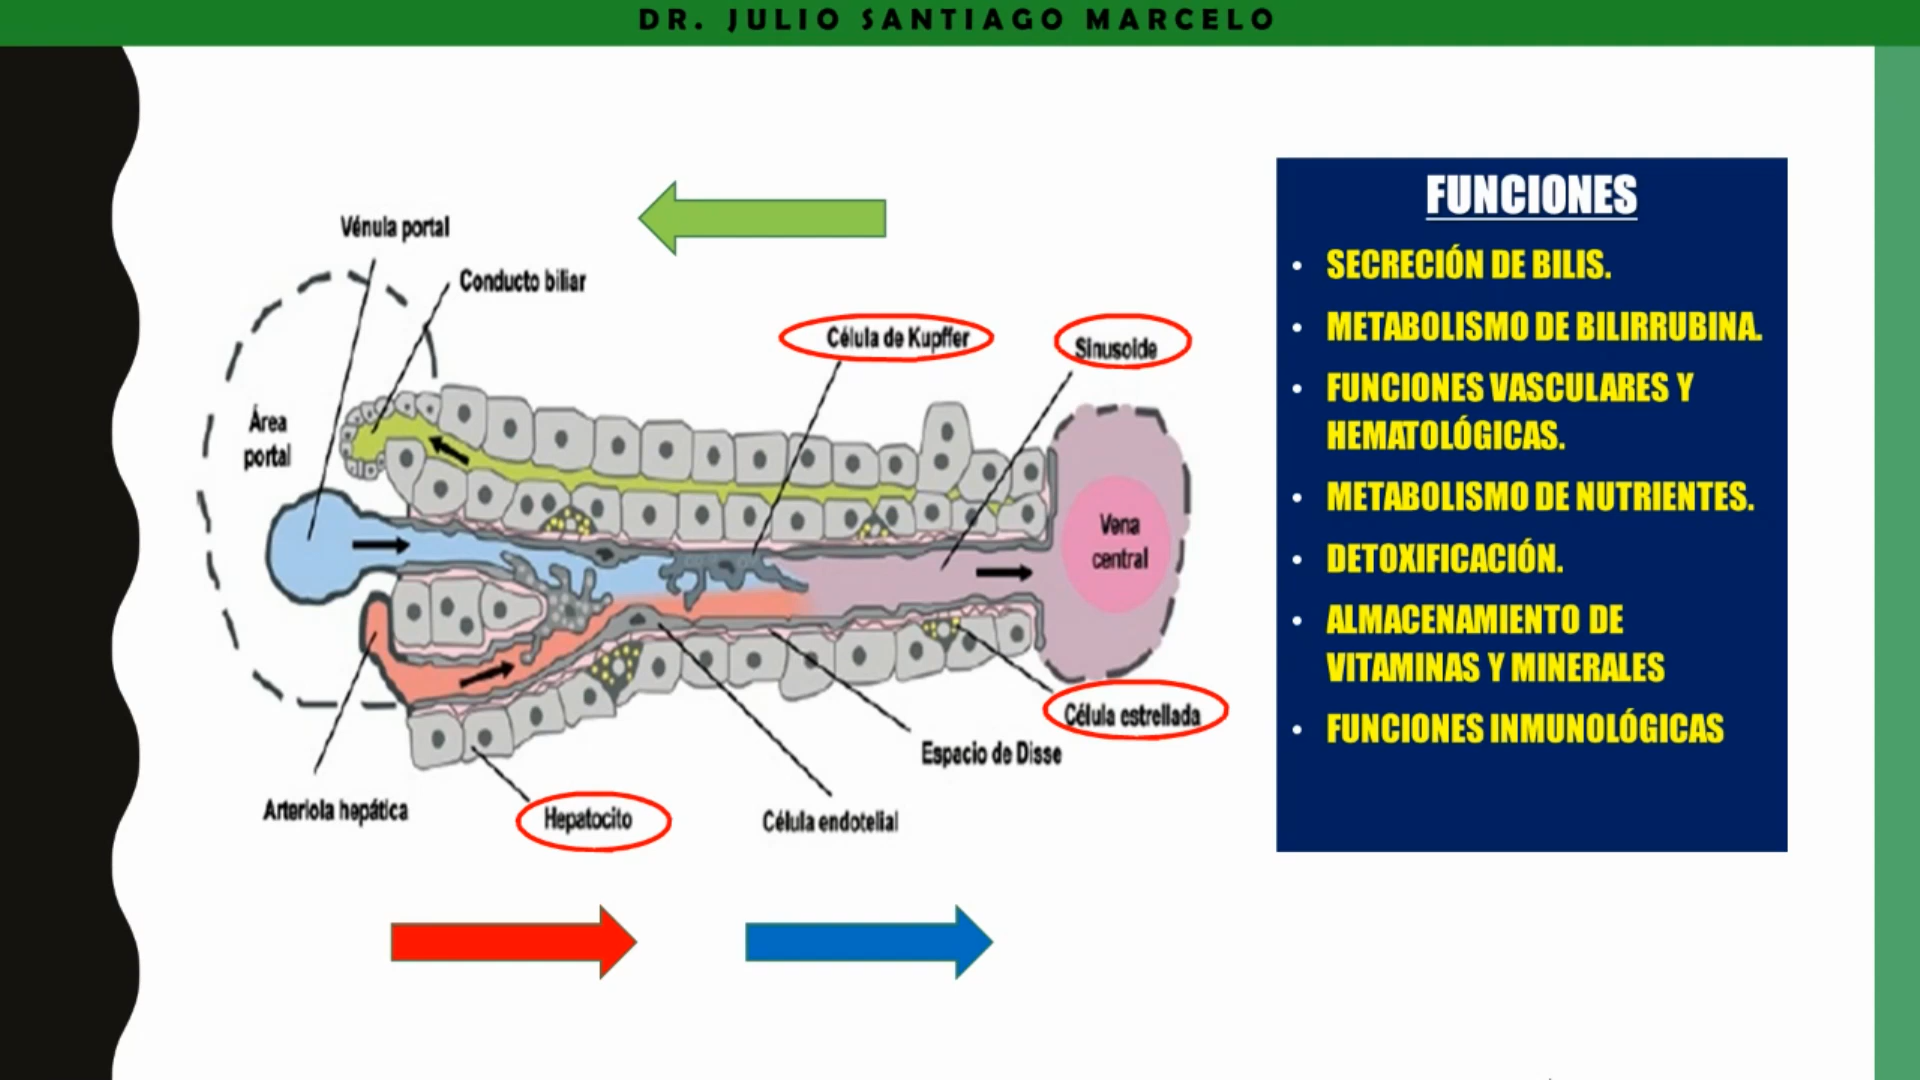 DR. JULIO SANTIAGO MARCELO
Vénula portal
Conducto biliar
Célula de Kupffer
Sinusoide
Área
portal
Vena
central
Célula estrellada
Espacio de Disse
Arteriola hepática
Hepatocito
Célula endotelial
FUNCIONES
• SECRECIÓN DE BILIS.
• METABOLISMO DE BILIRRUBINA.
• FUNCIONES VASCULARES Y
HEMATOLÓGICAS.
• METABOLISMO DE NUTRIENTES.
• DETOXIFICACIÓN.
• ALMACENAMIENTO DE
VITAMINAS Y MINERALES
• FUNCIONES INMUNOLÓGICAS